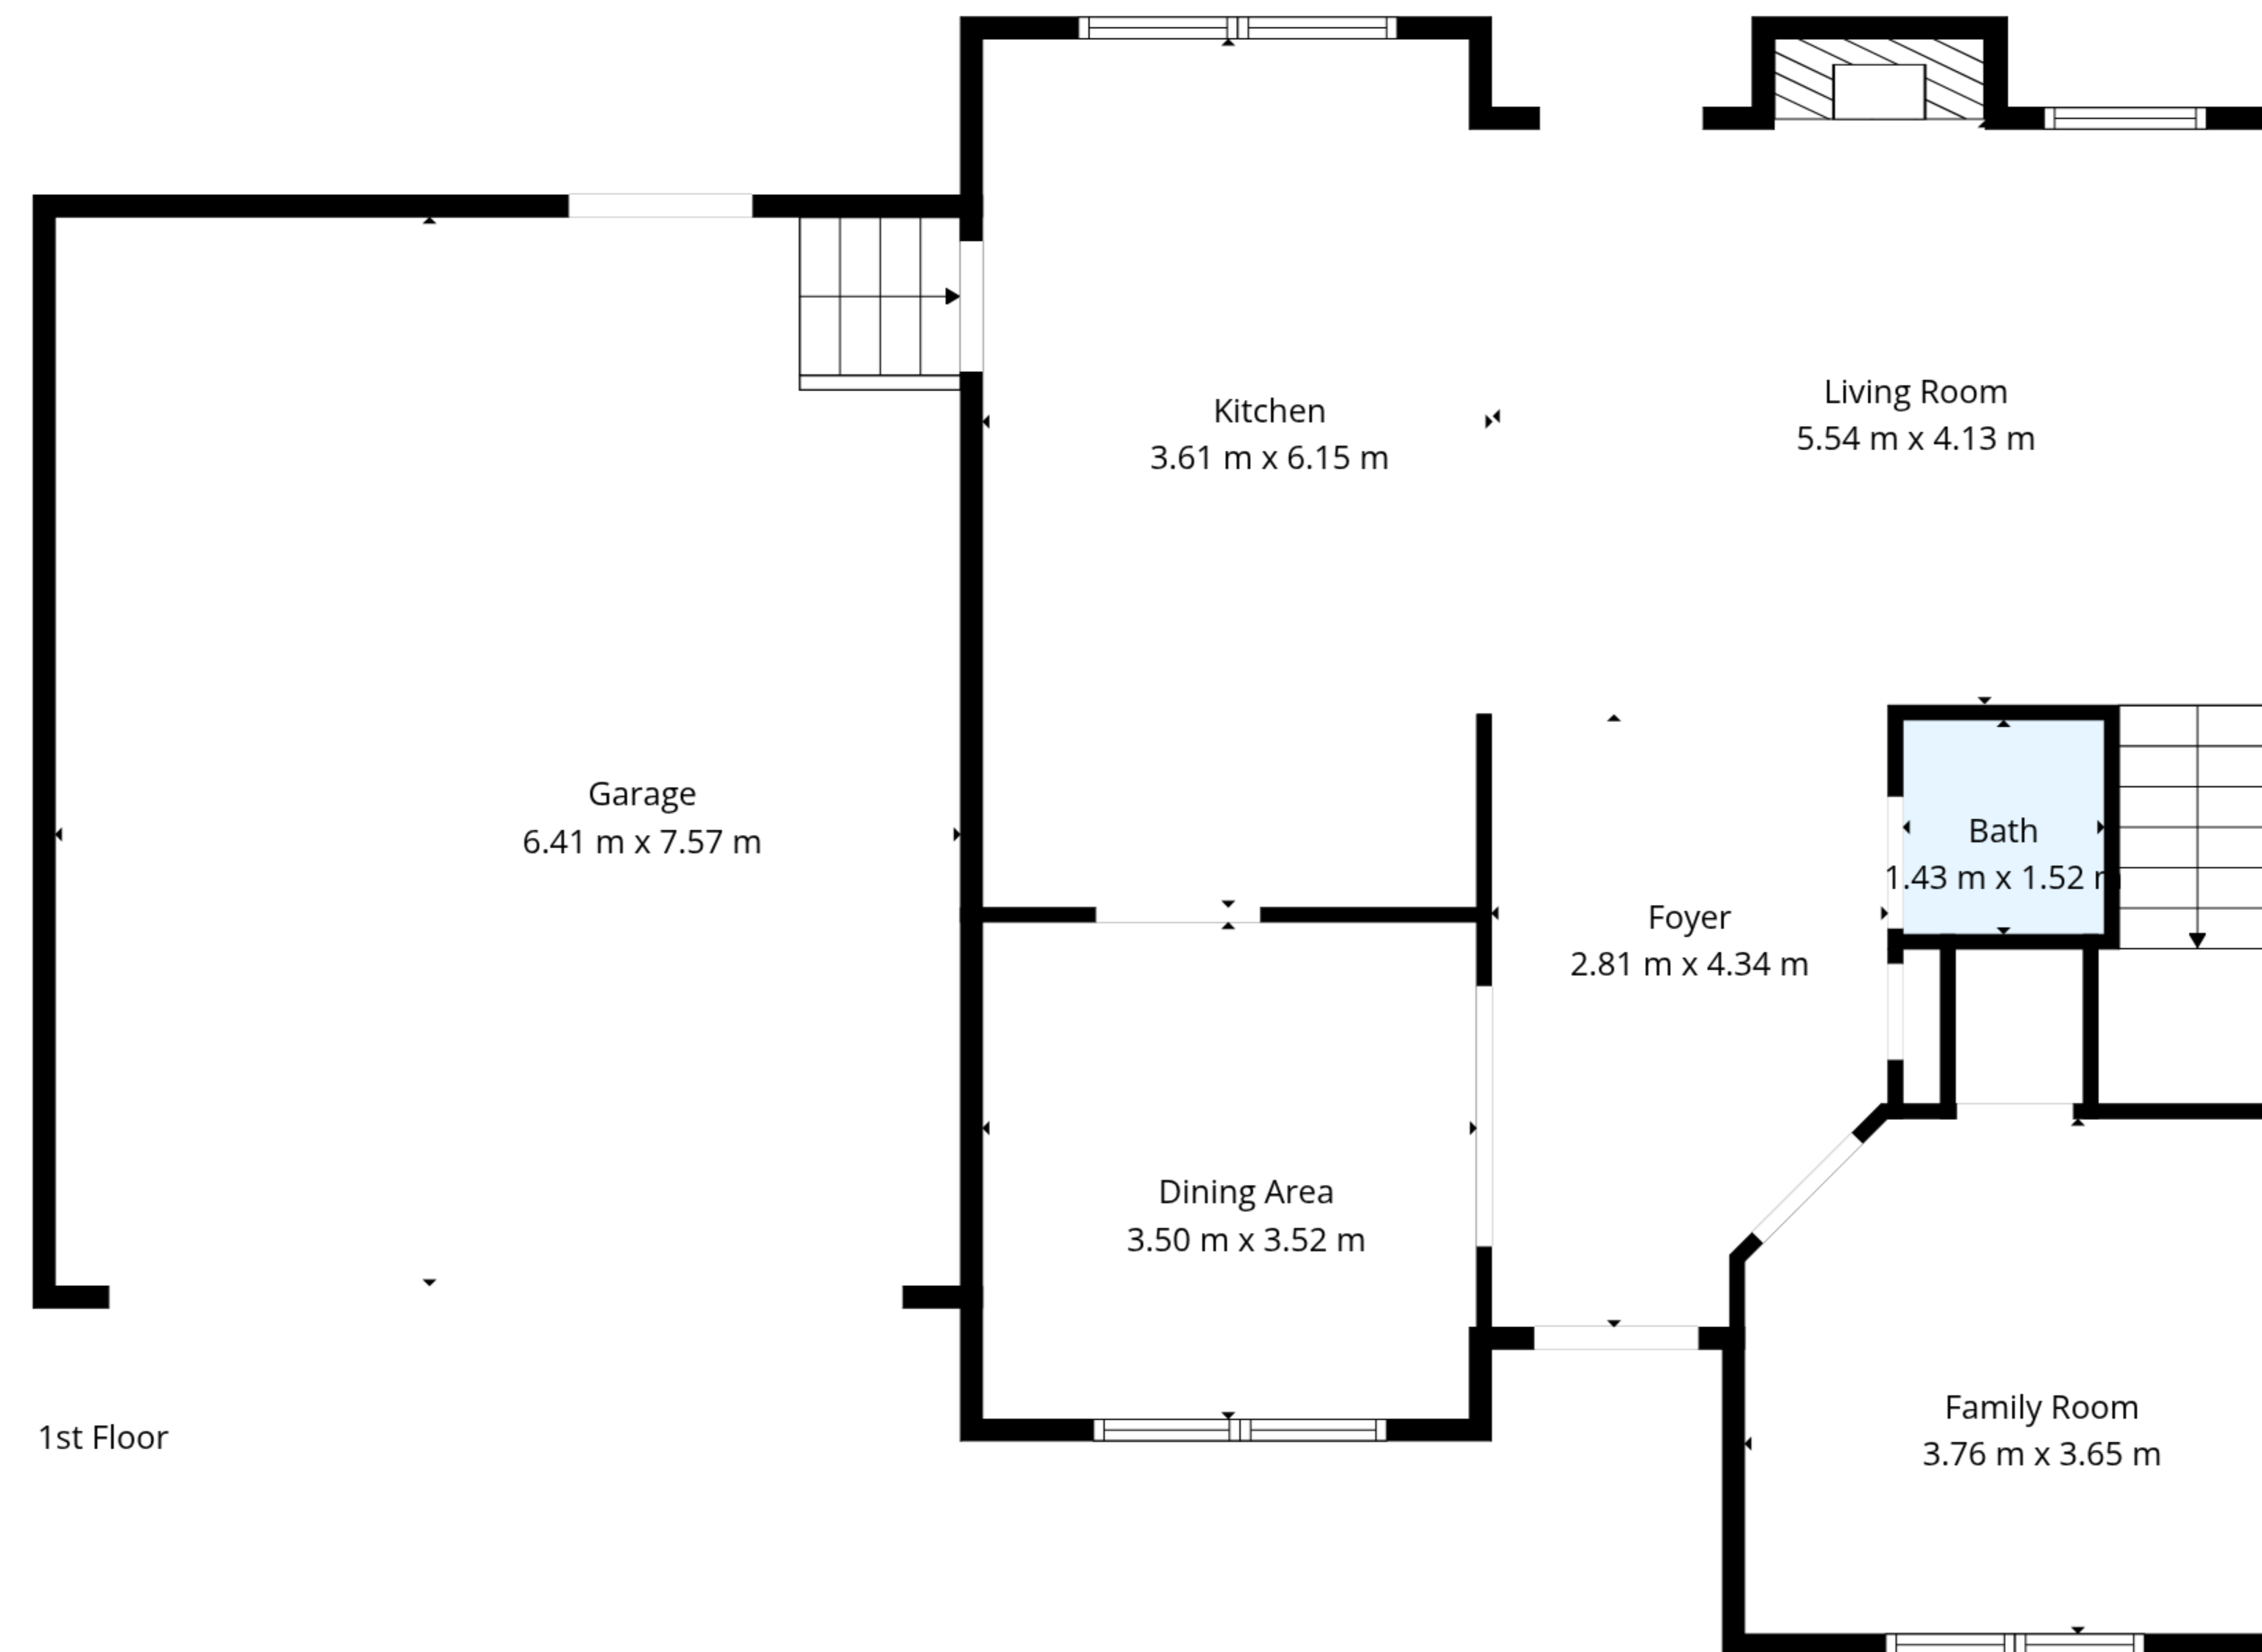 Kitchen
3.61 m x 6.15 m
Living Room
5.54 m x 4.13 m
Garage
6.41 m x 7.57 m
Bath
1.43 m x 1.52 m
Foyer
2.81 m x 4.34 m
Dining Area
3.50 m x 3.52 m
Family Room
3.76 m x 3.65 m
1st Floor